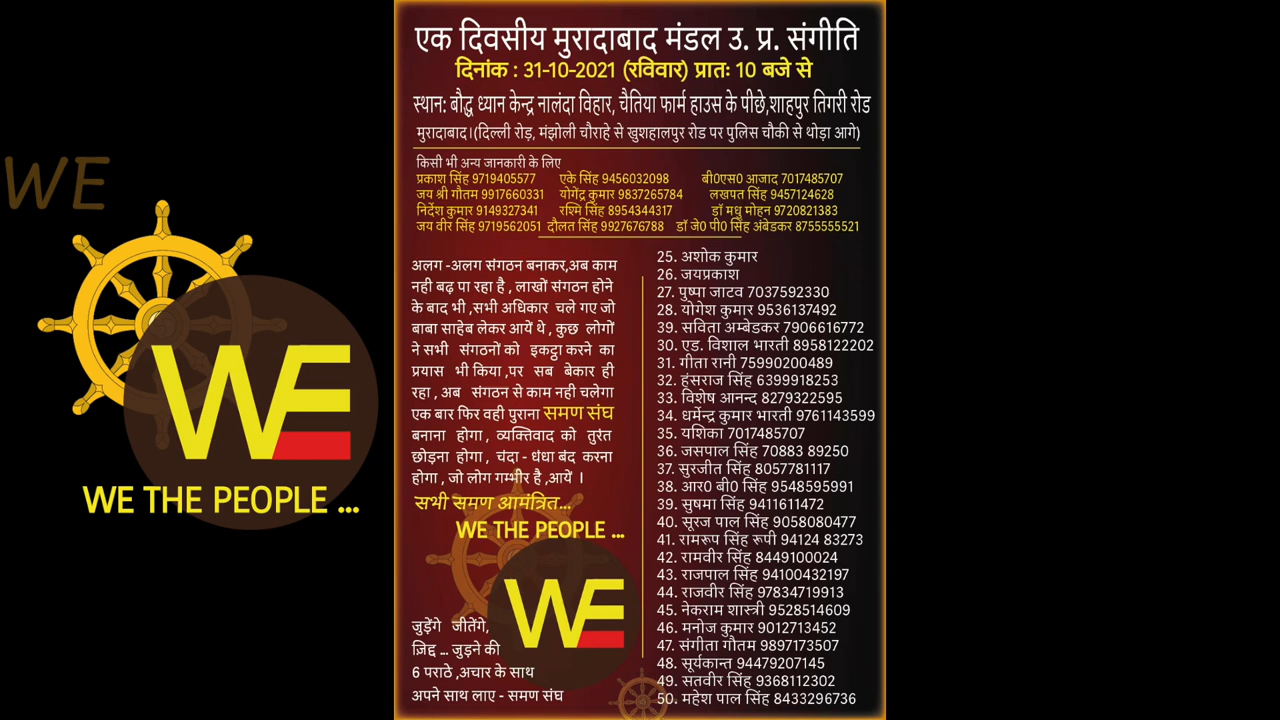 WE
WE
WE THE PEOPLE ...
एक दिवसीय मुरादाबाद मंडल उ. प्र. संगीति
दिनांक : 31-10-2021 (रविवार) प्रातः 10 बजे से
स्थान: बौद्ध ध्यान केन्द्र नालंदा विहार, चैतिया फार्म हाउस के पीछे,शाहपुर तिगरी रोड
मुरादाबाद।(दिल्ली रोड़, मंझोली चौराहे से खुशहालपुर रोड पर पुलिस चौकी से थोड़ा आगे)
किसी भी अन्य जानकारी के लिए
प्रकाश सिंह 9719405577 एके सिंह 9456032098 बी0एस0 आजाद 7017485707
जय श्री गौतम 9917660331 योगेंद्र कुमार 9837265784 लखपत सिंह 9457124628
निर्देश कुमार 9149327341 रश्मि सिंह 8954344317 डॉ मधु मोहन 9720821383
जय वीर सिंह 9719562051 दौलत सिंह 9927676788 डॉ जे0 पी0 सिंह अंबेडकर 8755555521
अलग -अलग संगठन बनाकर,अब काम
नही बढ़ पा रहा है , लाखों संगठन होने
के बाद भी ,सभी अधिकार चले गए जो
बाबा साहेब लेकर आयें थे , कुछ लोगों
ने सभी संगठनों को इकट्ठा करने का
प्रयास भी किया ,पर सब बेकार ही
रहा , अब संगठन से काम नही चलेगा
एक बार फिर वही पुराना समण संघ
बनाना होगा , व्यक्तिवाद को तुरंत
छोड़ना होगा , चंदा - धंधा बंद करना
होगा , जो लोग गम्भीर है ,आयें ।
सभी समण आमंत्रित...
WE THE PEOPLE ...
WE
जुड़ेंगे जीतेंगे,
ज़िद्द ... जुड़ने की
6 पराठे ,अचार के साथ
अपने साथ लाए - समण संघ
25. अशोक कुमार
26. जयप्रकाश
27. पुष्पा जाटव 7037592330
28. योगेश कुमार 9536137492
39. सविता अम्बेडकर 7906616772
30. एड. विशाल भारती 8958122202
31. गीता रानी 75990200489
32. हंसराज सिंह 6399918253
33. विशेष आनन्द 8279322595
34. धर्मेन्द्र कुमार भारती 9761143599
35. यशिका 7017485707
36. जसपाल सिंह 70883 89250
37. सुरजीत सिंह 8057781117
38. आर0 बी0 सिंह 9548595991
39. सुषमा सिंह 9411611472
40. सूरज पाल सिंह 9058080477
41. रामरूप सिंह रूपी 94124 83273
42. रामवीर सिंह 8449100024
43. राजपाल सिंह 94100432197
44. राजवीर सिंह 97834719913
45. नेकराम शास्त्री 9528514609
46. मनोज कुमार 9012713452
47. संगीता गौतम 9897173507
48. सूर्यकान्त 94479207145
49. सतवीर सिंह 9368112302
50. महेश पाल सिंह 8433296736